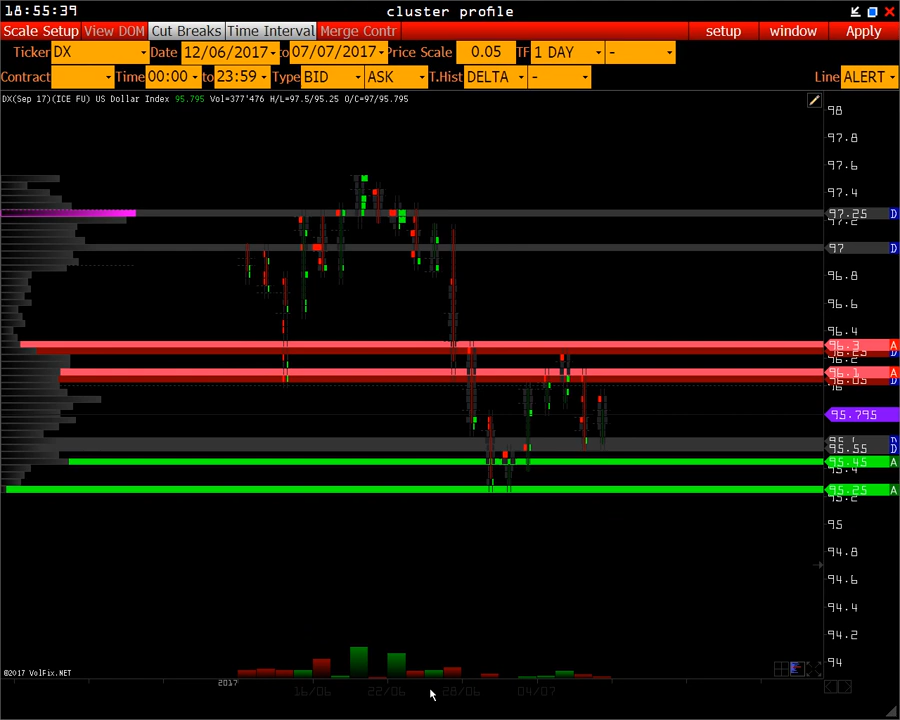 18:55:39 cluster profile
Scale Setup View DOM Cut Breaks Time Interval Merge Contr setup window Apply
Ticker DX Date 12/06/2017 to 07/07/2017 Price Scale 0.05 TF 1 DAY -
Contract Time 00:00 to 23:59 Type BID ASK T.Hist DELTA - Line ALERT
DX(Sep 17)(ICE FU) US Dollar Index 95.795 Vol=377'476 H/L=97.5/95.25 O/C=97/95.795
98
97.8
97.6
97.4
97.25 D
97.2
97 D
96.8
96.6
96.4
96.3 A
96.25 D
96.2
96.1 A
96.05 D
96
95.795
D
95.55 D
95.45 A
95.4
95.25 A
95.2
95
94.8
94.6
94.4
94.2
94
©2017 VolFix.NET
2017
16/06 22/06 28/06 04/07